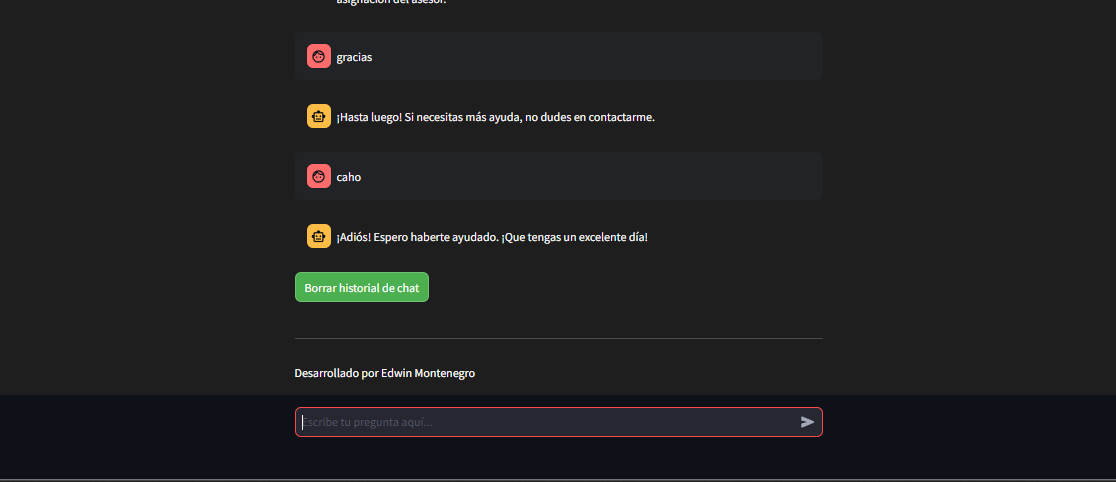 asignación del asesor.
gracias
¡Hasta luego! Si necesitas más ayuda, no dudes en contactarme.
caho
¡Adiós! Espero haberte ayudado. ¡Que tengas un excelente día!
Borrar historial de chat
Desarrollado por Edwin Montenegro
Escribe tu pregunta aquí...